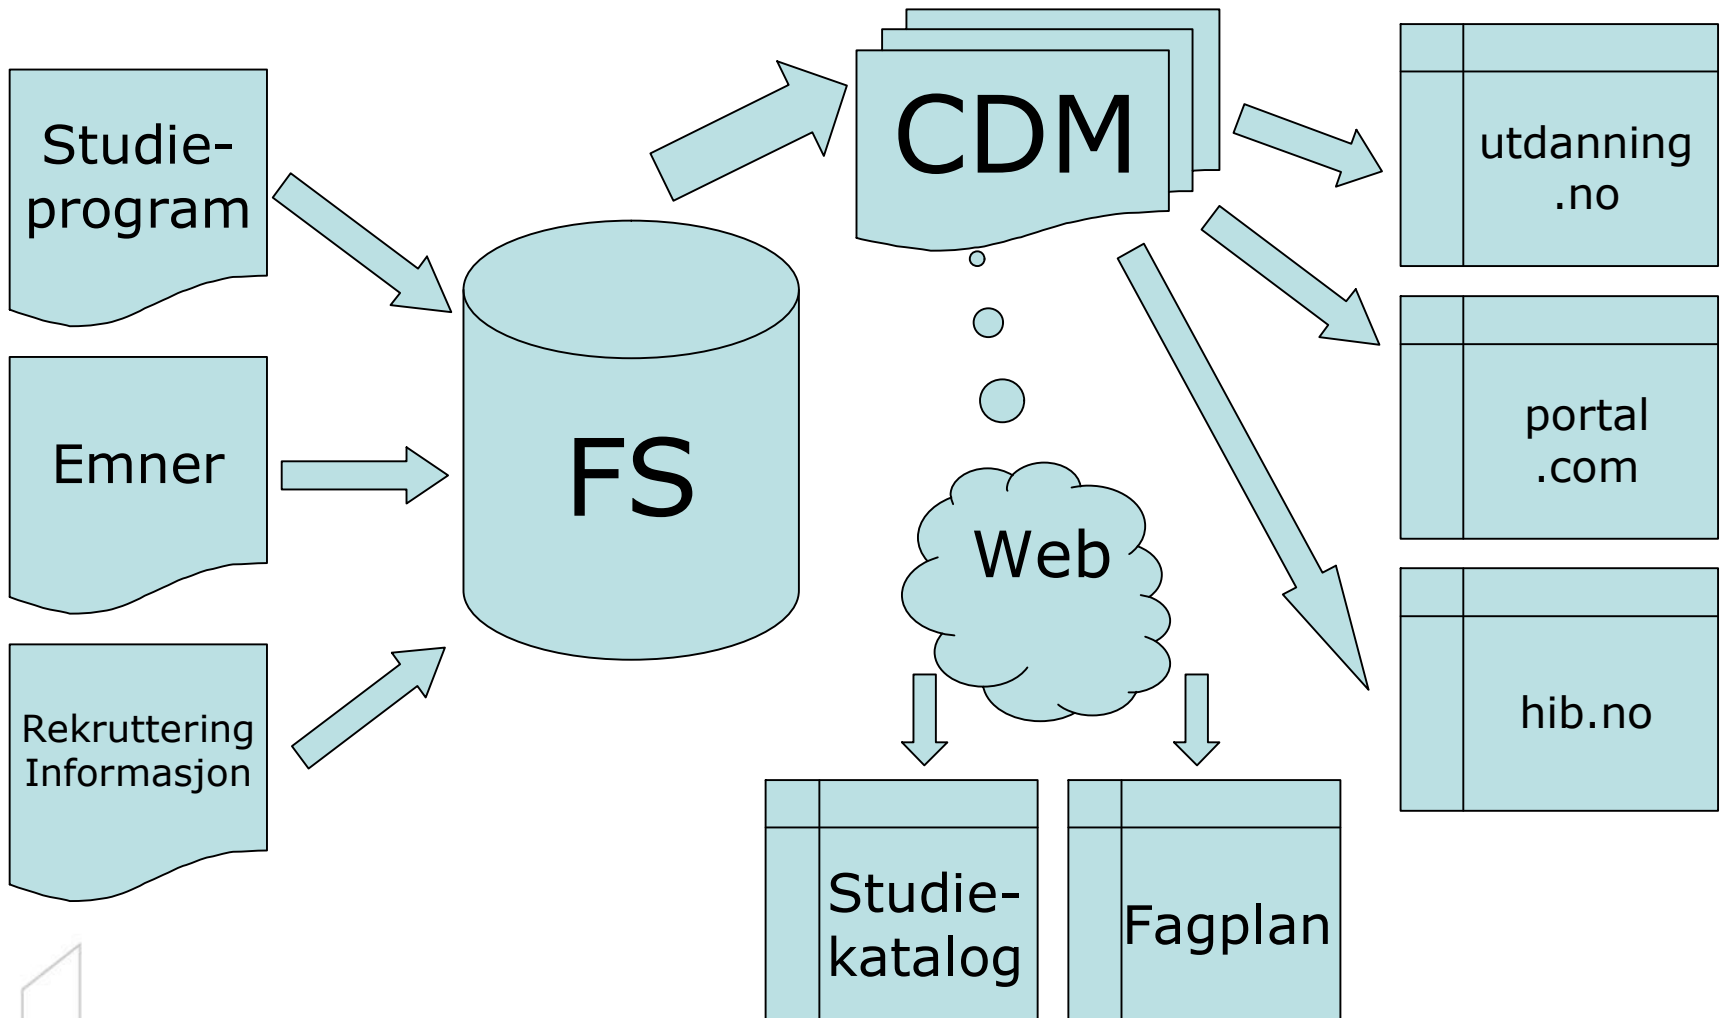 Studie-
program
Emner
Rekruttering
Informasjon
FS
CDM
Web
Studie-
katalog
Fagplan
utdanning
.no
portal
.com
hib.no